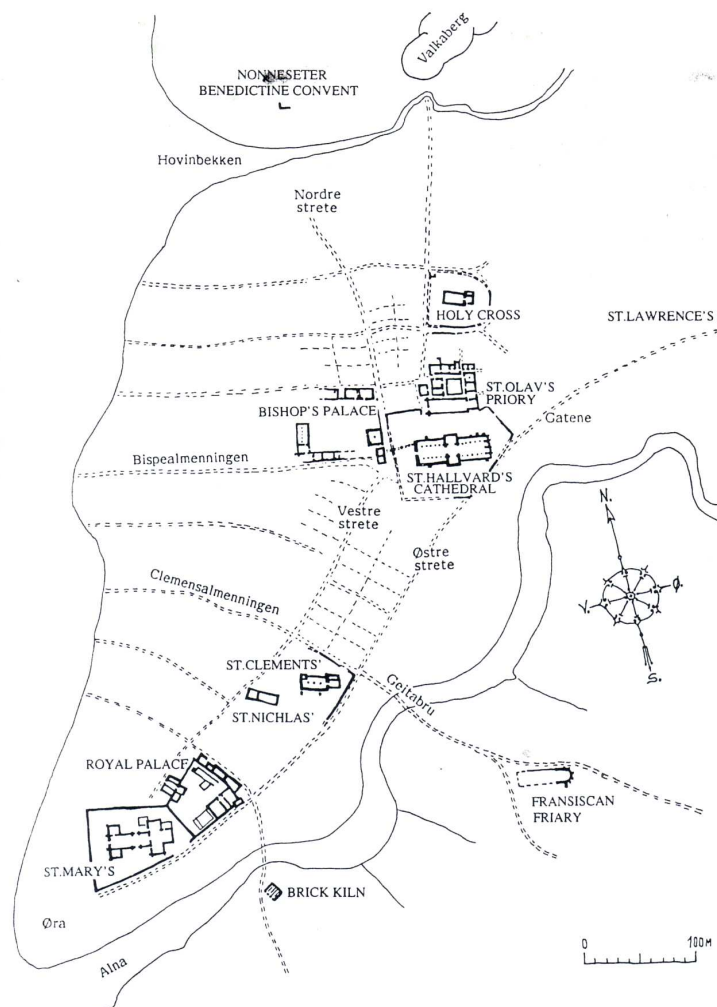 Valkaberg
NONNESETER
BENEDICTINE CONVENT
Hovinbekken
Nordre
strete
HOLY CROSS
ST.LAWRENCE'S
ST.OLAV'S
PRIORY
BISHOP'S PALACE
Gatene
Bispealmenningen
ST.HALLVARD'S
CATHEDRAL
Vestre
strete
Østre
strete
N.
Ø.
V.
S.
Clemensalmenningen
ST.CLEMENTS'
Geitabru
ST.NICHLAS'
ROYAL PALACE
FRANSISCAN
FRIARY
ST.MARY'S
BRICK KILN
Øra
Alna
0 100M